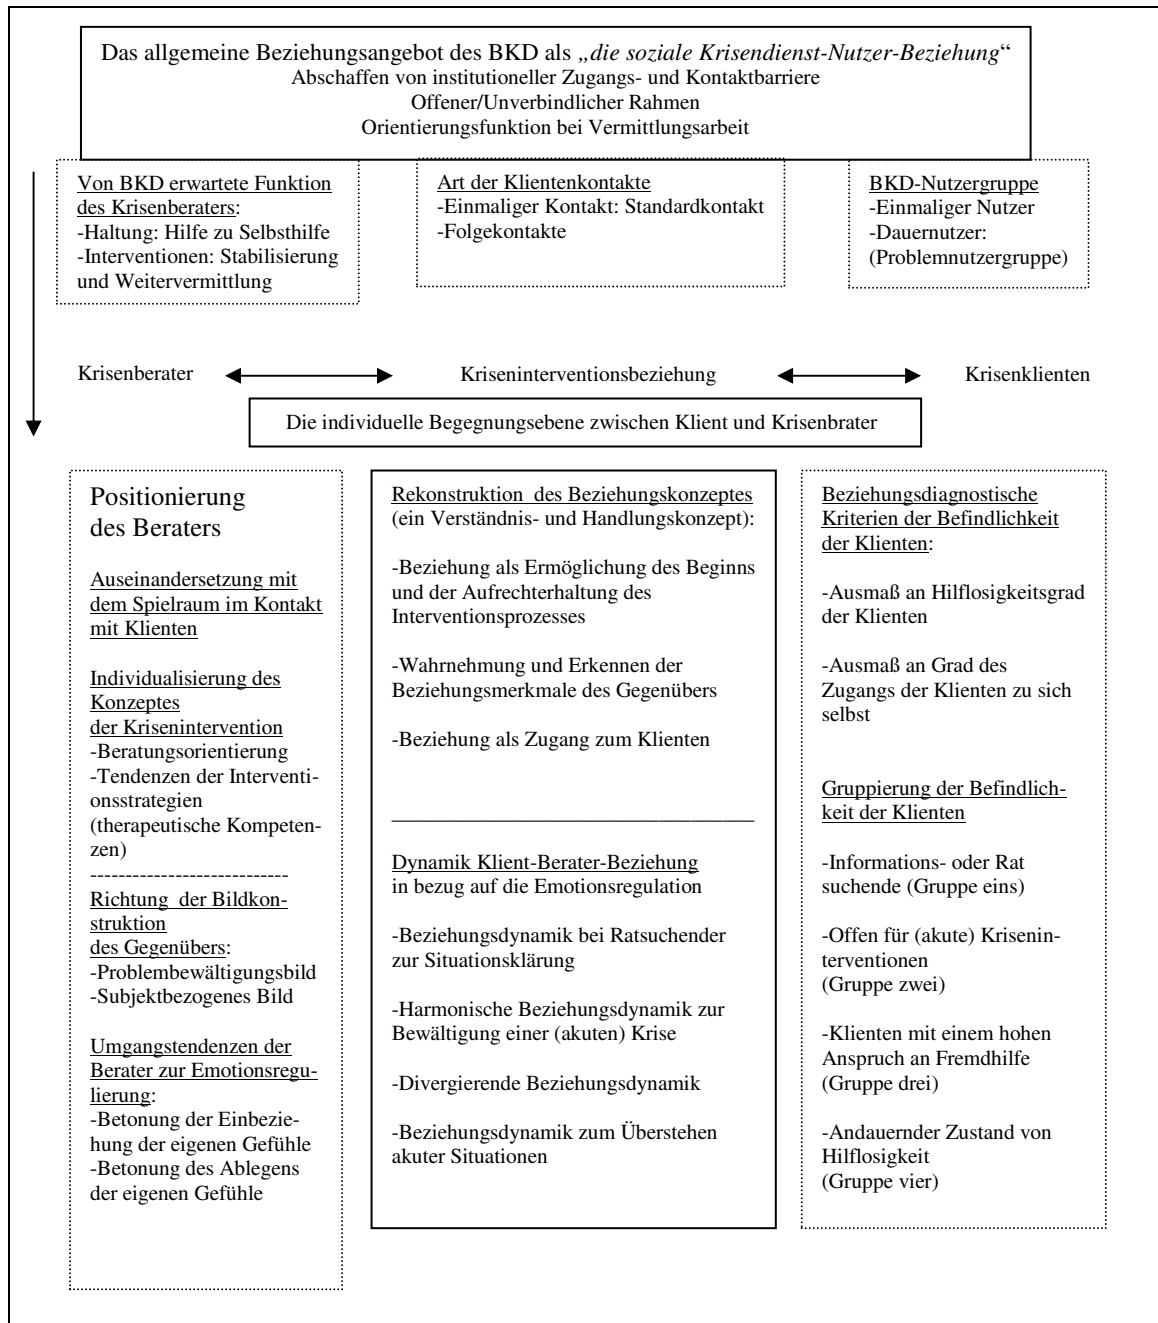 Das allgemeine Beziehungsangebot des BKD als „die soziale Krisendienst-Nutzer-Beziehung“
Abschaffen von institutioneller Zugangs- und Kontaktbarriere
Offener/Unverbindlicher Rahmen
Orientierungsfunktion bei Vermittlungsarbeit
Von BKD erwartete Funktion
des Krisenberaters:
-Haltung: Hilfe zu Selbsthilfe
-Interventionen: Stabilisierung
und Weitervermittlung
Art der Klientenkontakte
-Einmaliger Kontakt: Standardkontakt
-Folgekontakte
BKD-Nutzergruppe
-Einmaliger Nutzer
-Dauernutzer:
(Problemnutzergruppe)
Krisenberater
Kriseninterventionsbeziehung
Krisenklienten
Die individuelle Begegnungsebene zwischen Klient und Krisenbrater
Positionierung
des Beraters
Auseinandersetzung mit
dem Spielraum im Kontakt
mit Klienten
Individualisierung des
Konzeptes
der Krisenintervention
-Beratungsorientierung
-Tendenzen der Interventi-
onsstrategien
(therapeutische Kompeten-
zen)
----------------------------
Richtung  der Bildkon-
struktion
des Gegenübers:
-Problembewältigungsbild
-Subjektbezogenes Bild
Umgangstendenzen der
Berater zur Emotionsregu-
lierung:
-Betonung der Einbezie-
hung der eigenen Gefühle
-Betonung des Ablegens
der eigenen Gefühle
Rekonstruktion  des Beziehungskonzeptes
(ein Verständnis- und Handlungskonzept):
-Beziehung als Ermöglichung des Beginns
und der Aufrechterhaltung des
Interventionsprozesses
-Wahrnehmung und Erkennen der
Beziehungsmerkmale des Gegenübers
-Beziehung als Zugang zum Klienten
Dynamik Klient-Berater-Beziehung
in bezug auf die Emotionsregulation
-Beziehungsdynamik bei Ratsuchender
zur Situationsklärung
-Harmonische Beziehungsdynamik zur
Bewältigung einer (akuten) Krise
-Divergierende Beziehungsdynamik
-Beziehungsdynamik zum Überstehen
akuter Situationen
Beziehungsdiagnostische
Kriterien der Befindlichkeit
der Klienten:
-Ausmaß an Hilflosigkeitsgrad
der Klienten
-Ausmaß an Grad des
Zugangs der Klienten zu sich
selbst
Gruppierung der Befindlich-
keit der Klienten
-Informations- oder Rat
suchende (Gruppe eins)
-Offen für (akute) Krisenin-
terventionen
(Gruppe zwei)
-Klienten mit einem hohen
Anspruch an Fremdhilfe
(Gruppe drei)
-Andauernder Zustand von
Hilflosigkeit
(Gruppe vier)